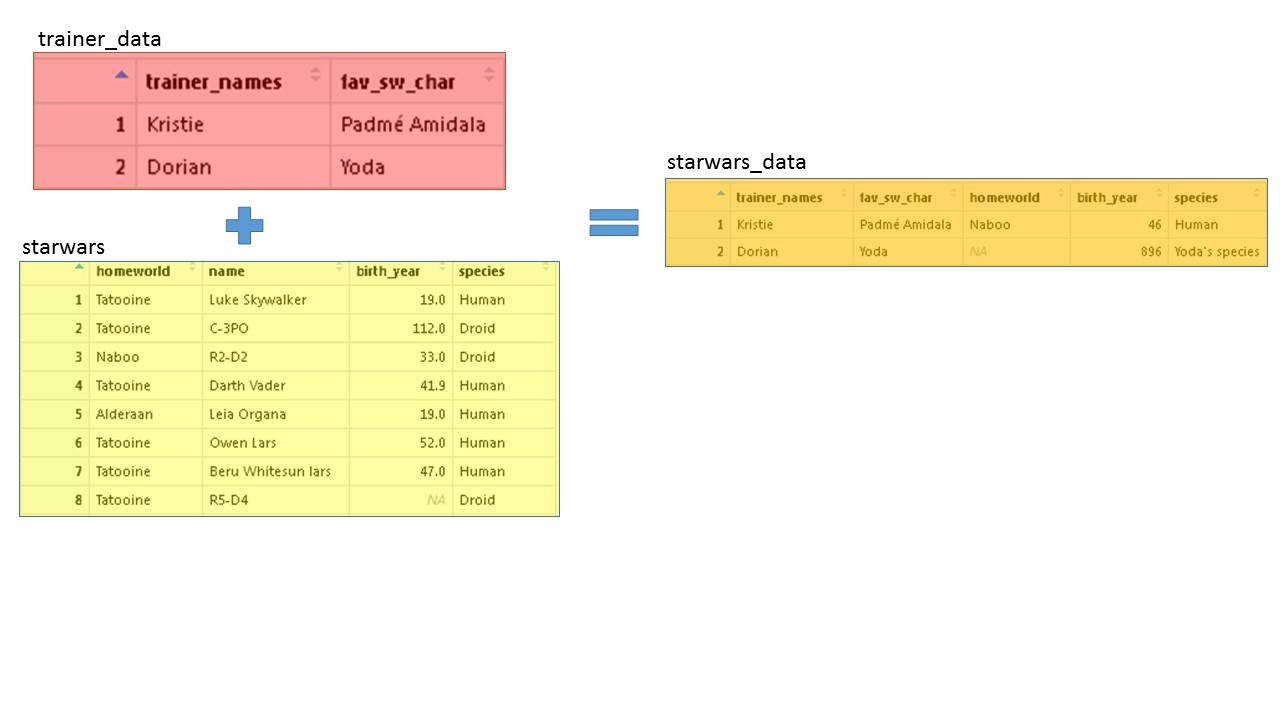 trainer_data
trainer_names fav_sw_char
1 Kristie Padmé Amidala
2 Dorian Yoda
starwars
homeworld name birth_year species
1 Tatooine Luke Skywalker 19.0 Human
2 Tatooine C-3PO 112.0 Droid
3 Naboo R2-D2 33.0 Droid
4 Tatooine Darth Vader 41.9 Human
5 Alderaan Leia Organa 19.0 Human
6 Tatooine Owen Lars 52.0 Human
7 Tatooine Beru Whitesun lars 47.0 Human
8 Tatooine R5-D4 NA Droid
starwars_data
trainer_names fav_sw_char homeworld birth_year species
1 Kristie Padmé Amidala Naboo 46 Human
2 Dorian Yoda NA 896 Yoda's species